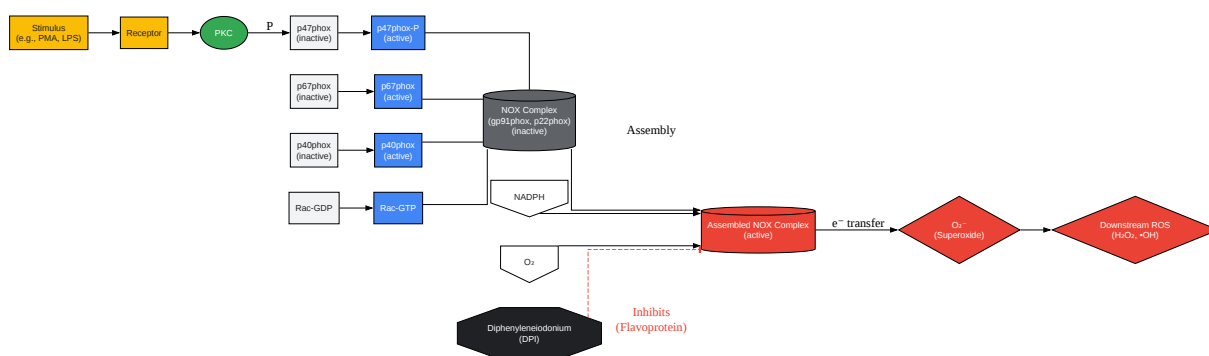 Stimulus
(e.g., PMA, LPS)
Receptor
PKC
P
p47phox
(inactive)
p47phox-P
(active)
p67phox
(inactive)
p67phox
(active)
NOX Complex
(gp91phox, p22phox)
(inactive)
Assembly
p40phox
(inactive)
p40phox
(active)
NADPH
Rac-GDP
Rac-GTP
Assembled NOX Complex
(active)
e⁻ transfer
O₂⁻
(Superoxide)
Downstream ROS
(H₂O₂, •OH)
O₂
Diphenyleneiodonium
(DPI)
Inhibits
(Flavoprotein)